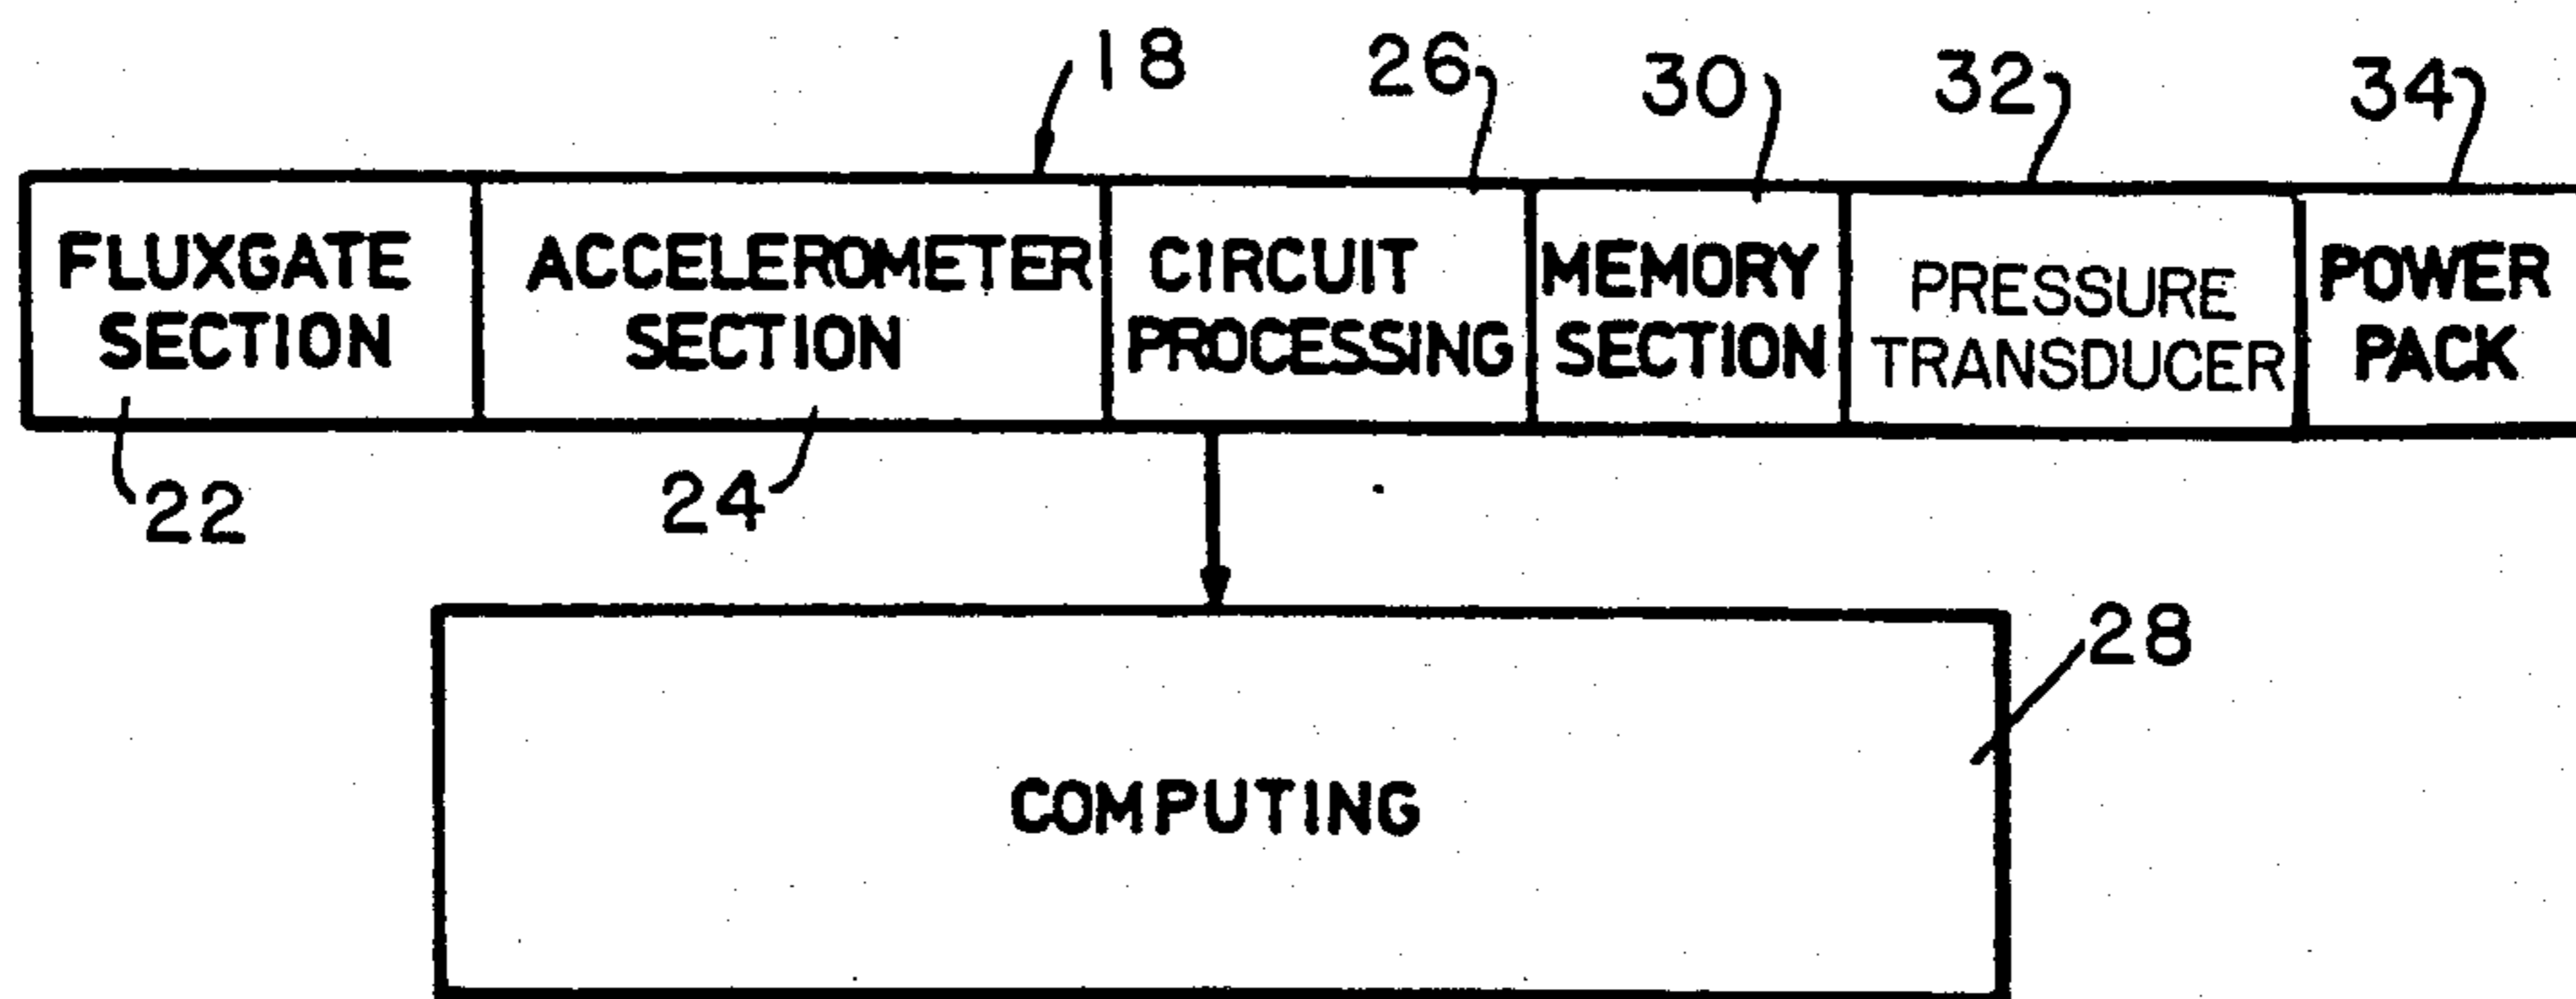 18
26
30
32
34
FLUXGATE
SECTION
ACCELEROMETER
SECTION
CIRCUIT
PROCESSING
MEMORY
SECTION
PRESSURE
TRANSDUCER
POWER
PACK
22
24
28
COMPUTING